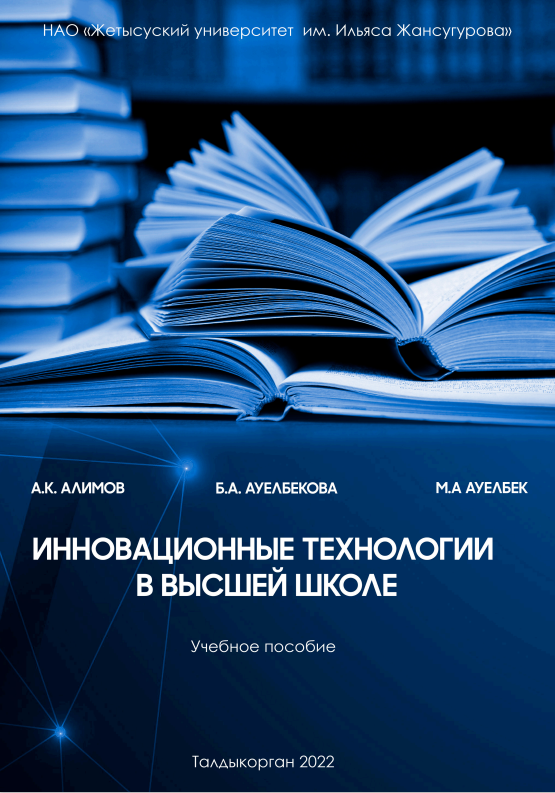 НАО «Жетысуский университет им. Ильяса Жансугурова»
А.К. АЛИМОВ Б.А. АУЕЛБЕКОВА М.А АУЕЛБЕК
ИННОВАЦИОННЫЕ ТЕХНОЛОГИИ
В ВЫСШЕЙ ШКОЛЕ
Учебное пособие
Талдыкорган 2022